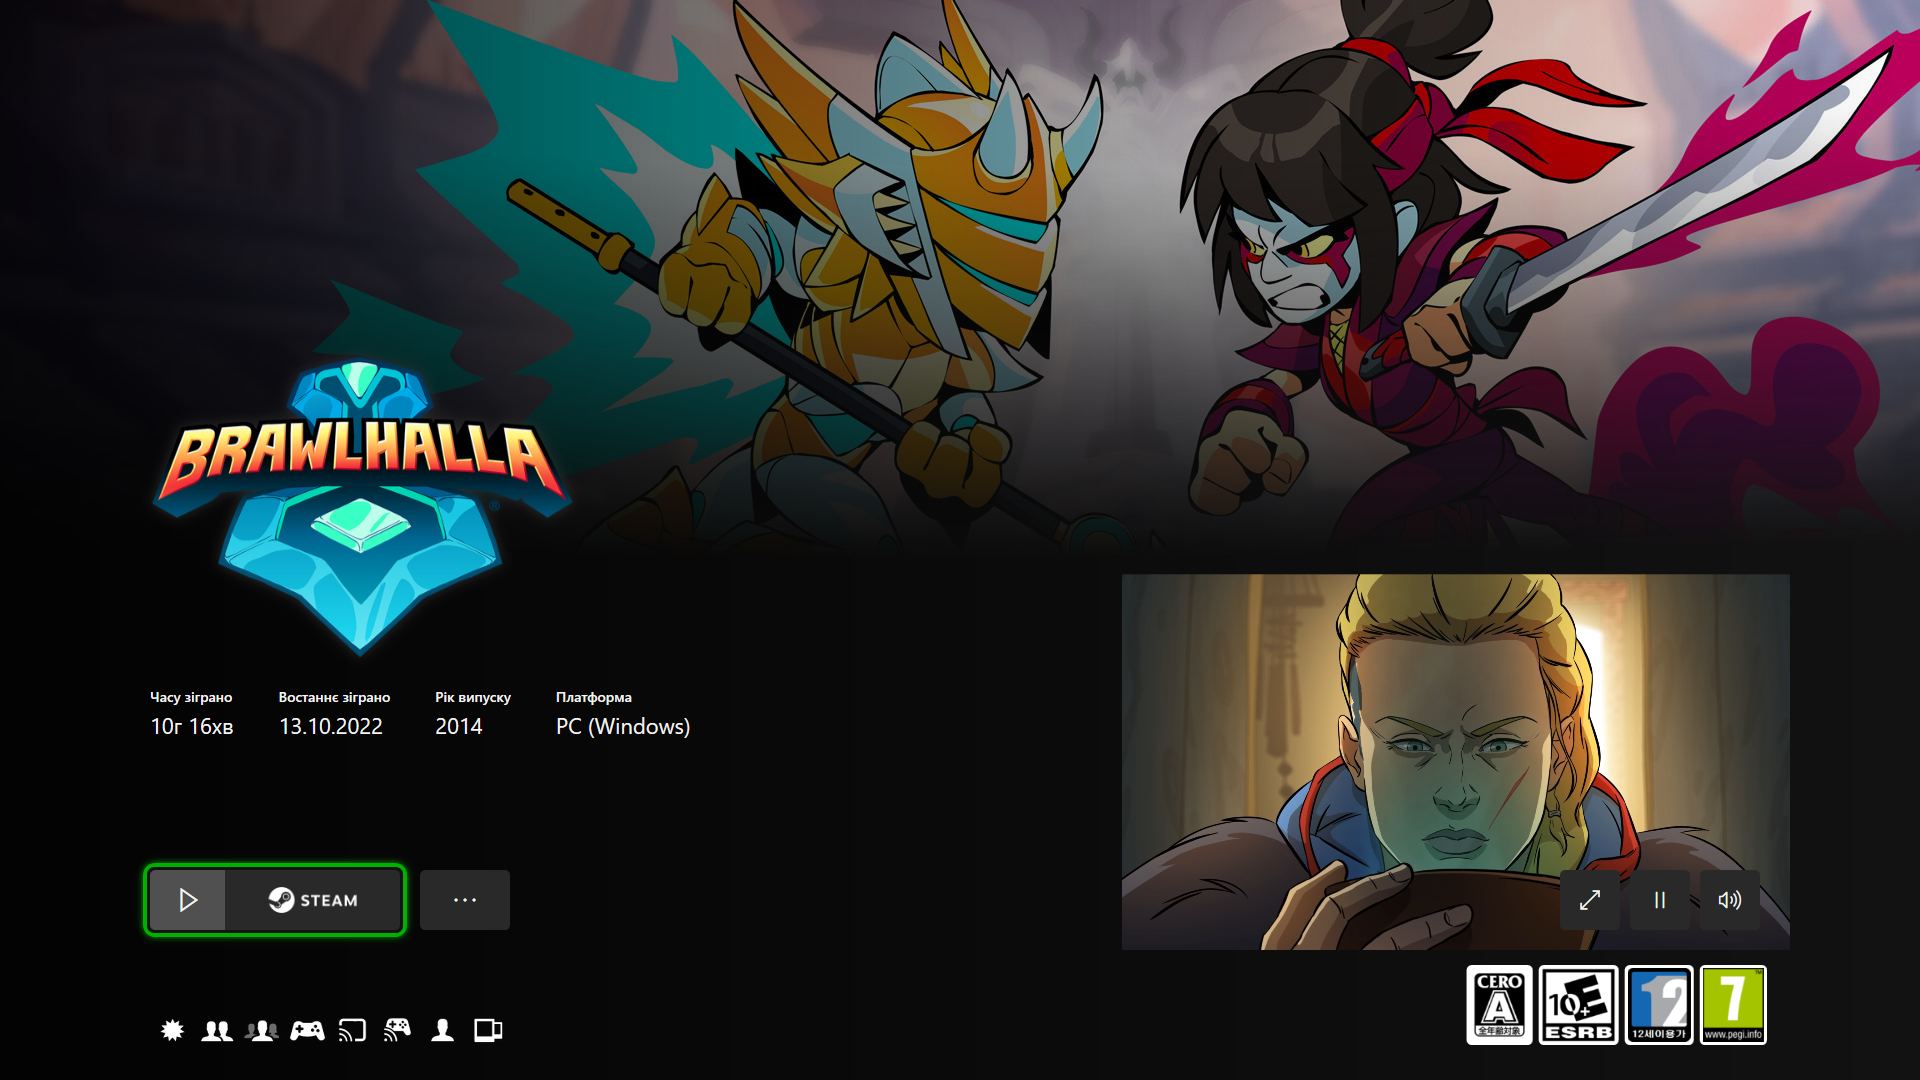 BRAWLHALLA
Часу зіграно
10г 16хв
Востаннє зіграно
13.10.2022
Рік випуску
2014
Платформа
PC (Windows)
STEAM
CERO
A
全年齢対象
E
10+
ESRB
12
12세이용가
7
www.pegi.info